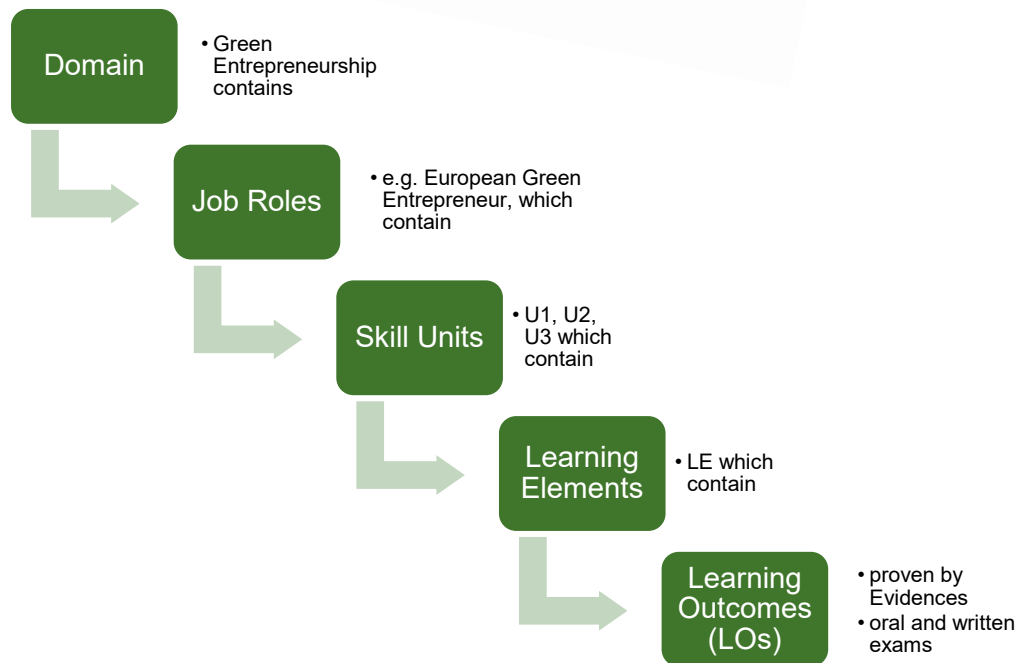 Domain
• Green
Entrepreneurship
contains
Job Roles
• e.g. European Green
Entrepreneur, which
contain
Skill Units
• U1, U2,
U3 which
contain
Learning
Elements
• LE which
contain
Learning
Outcomes
(LOs)
• proven by
Evidences
• oral and written
exams